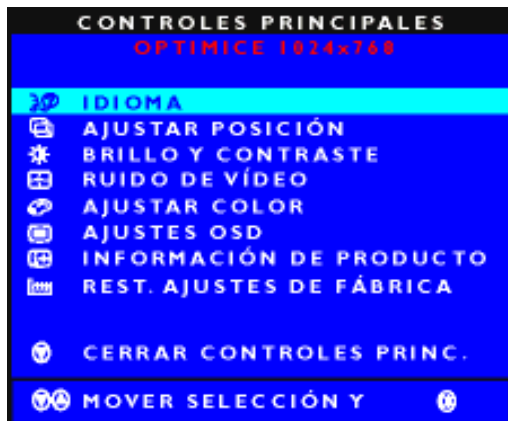 CONTROLES PRINCIPALES
OPTIMICE 1024x768
IDIOMA
AJUSTAR POSICIÓN
BRILLO Y CONTRASTE
RUIDO DE VÍDEO
AJUSTAR COLOR
AJUSTES OSD
INFORMACIÓN DE PRODUCTO
REST. AJUSTES DE FÁBRICA
CERRAR CONTROLES PRINC.
MOVER SELECCIÓN Y